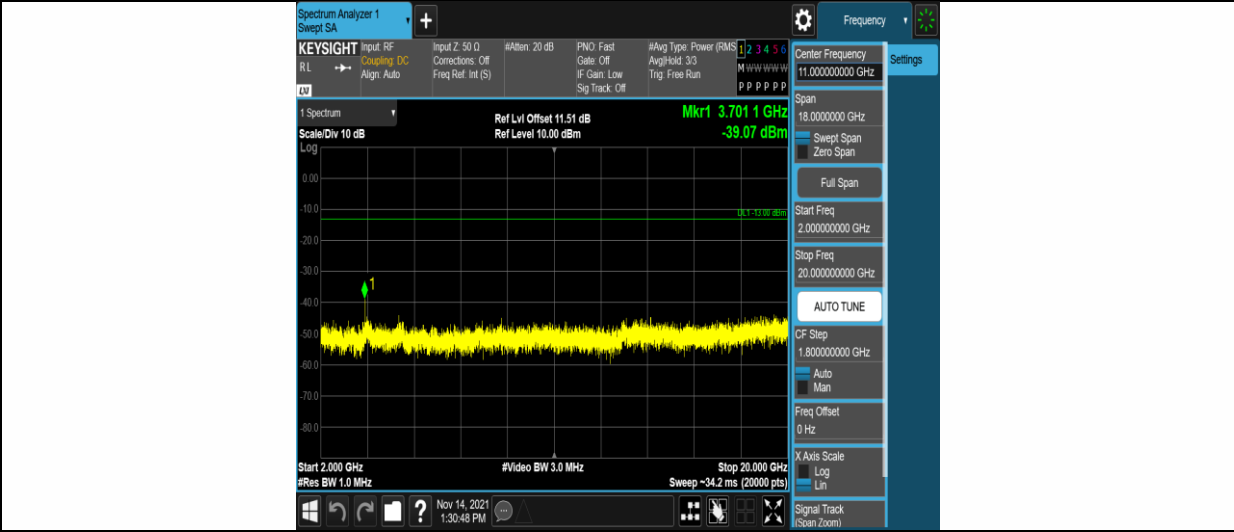 Spectrum Analyzer 1
Swept SA
+
Frequency
KEYSIGHT
RL
LXI
Input: RF
Coupling: DC
Align: Auto
Input Z: 50 Ω
Corrections: Off
Freq Ref: Int (S)
#Atten: 20 dB
PNO: Fast
Gate: Off
IF Gain: Low
Sig Track: Off
#Avg Type: Power (RMS
Avg|Hold: 3/3
Trig: Free Run
1 2 3 4 5 6
M W W W W W
P P P P P P
1 Spectrum
Scale/Div 10 dB
Ref Lvl Offset 11.51 dB
Ref Level 10.00 dBm
Mkr1 3.701 1 GHz
-39.07 dBm
Log
0.00
-10.0
DL1 -13.00 dBm
-20.0
-30.0
1
-40.0
-50.0
-60.0
-70.0
-80.0
Start 2.000 GHz
#Video BW 3.0 MHz
Stop 20.000 GHz
#Res BW 1.0 MHz
Sweep ~34.2 ms (20000 pts)
Center Frequency
11.000000000 GHz
Settings
Span
18.0000000 GHz
Swept Span
Zero Span
Full Span
Start Freq
2.000000000 GHz
Stop Freq
20.000000000 GHz
AUTO TUNE
CF Step
1.800000000 GHz
Auto
Man
Freq Offset
0 Hz
X Axis Scale
Log
Lin
Signal Track
(Span Zoom)
?
Nov 14, 2021
1:30:48 PM